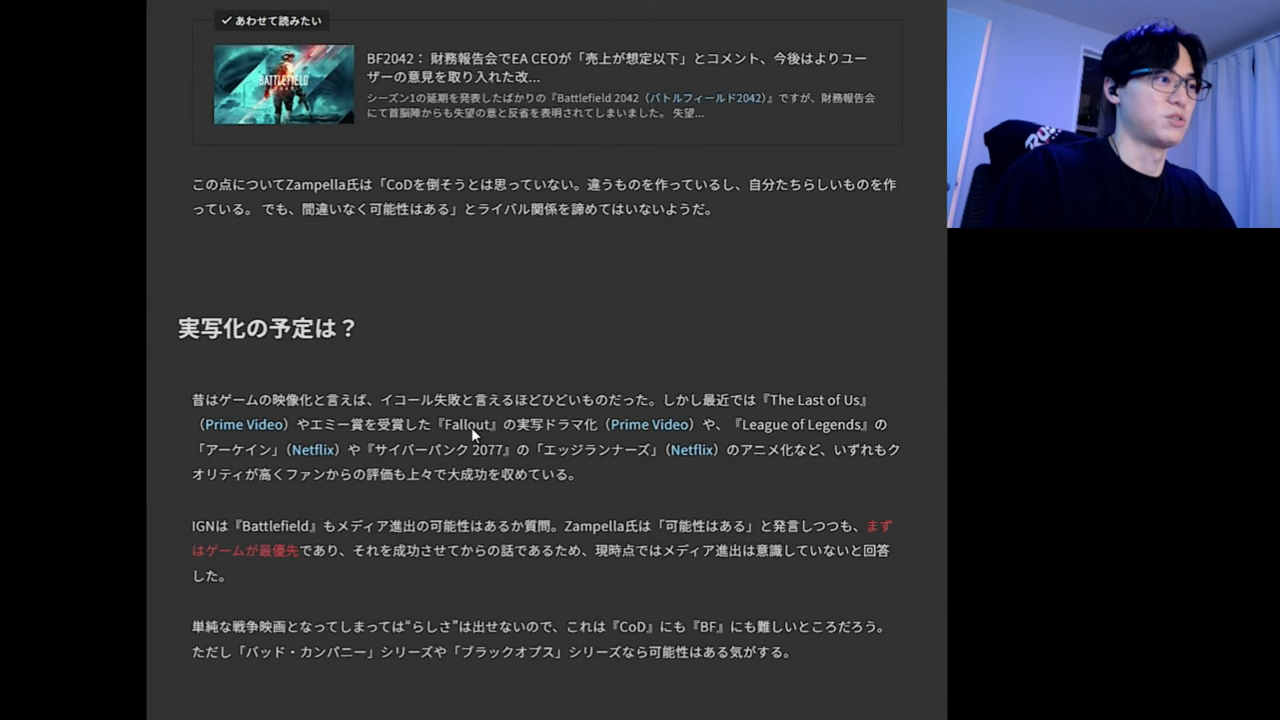 ✓ あわせて読みたい
BATTLEFIELD
BF2042： 財務報告会でEA CEOが「売上が想定以下」とコメント、今後はよりユー
ザーの意見を取り入れた改...
シーズン1の延期を発表したばかりの『Battlefield 2042（バトルフィールド2042）』ですが、財務報告会
にて首脳陣からも失望の意と反省を表明されてしまいました。 失望...
この点についてZampella氏は「CoDを倒そうとは思っていない。違うものを作っているし、自分たちらしいものを作
っている。 でも、間違いなく可能性はある」とライバル関係を諦めてはいないようだ。
実写化の予定は？
昔はゲームの映像化と言えば、イコール失敗と言えるほどひどいものだった。しかし最近では『The Last of Us』
（Prime Video）やエミー賞を受賞した『Fallout』の実写ドラマ化（Prime Video）や、『League of Legends』の
「アーケイン」（Netflix）や『サイバーパンク 2077』の「エッジランナーズ」（Netflix）のアニメ化など、いずれもク
オリティが高くファンからの評価も上々で大成功を収めている。
IGNは『Battlefield』もメディア進出の可能性はあるか質問。Zampella氏は「可能性はある」と発言しつつも、まず
はゲームが最優先であり、それを成功させてからの話であるため、現時点ではメディア進出は意識していないと回答
した。
単純な戦争映画となってしまっては“らしさ”は出せないので、これは『CoD』にも『BF』にも難しいところだろう。
ただし「バッド・カンパニー」シリーズや「ブラックオプス」シリーズなら可能性はある気がする。